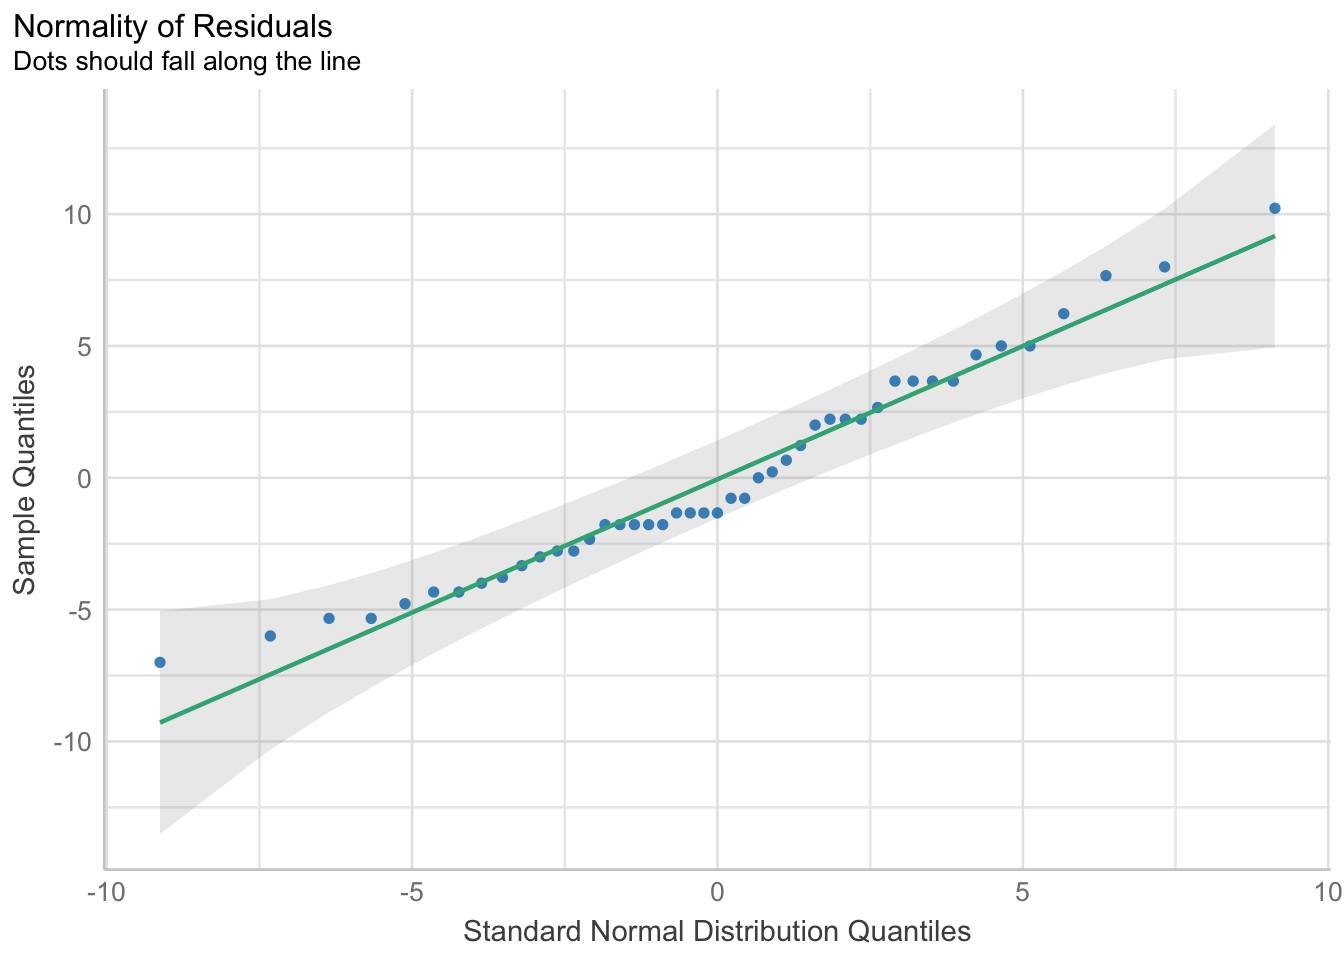 Normality of Residuals
Dots should fall along the line
10
5
0
-5
-10
Sample Quantiles
-10
-5
0
5
10
Standard Normal Distribution Quantiles